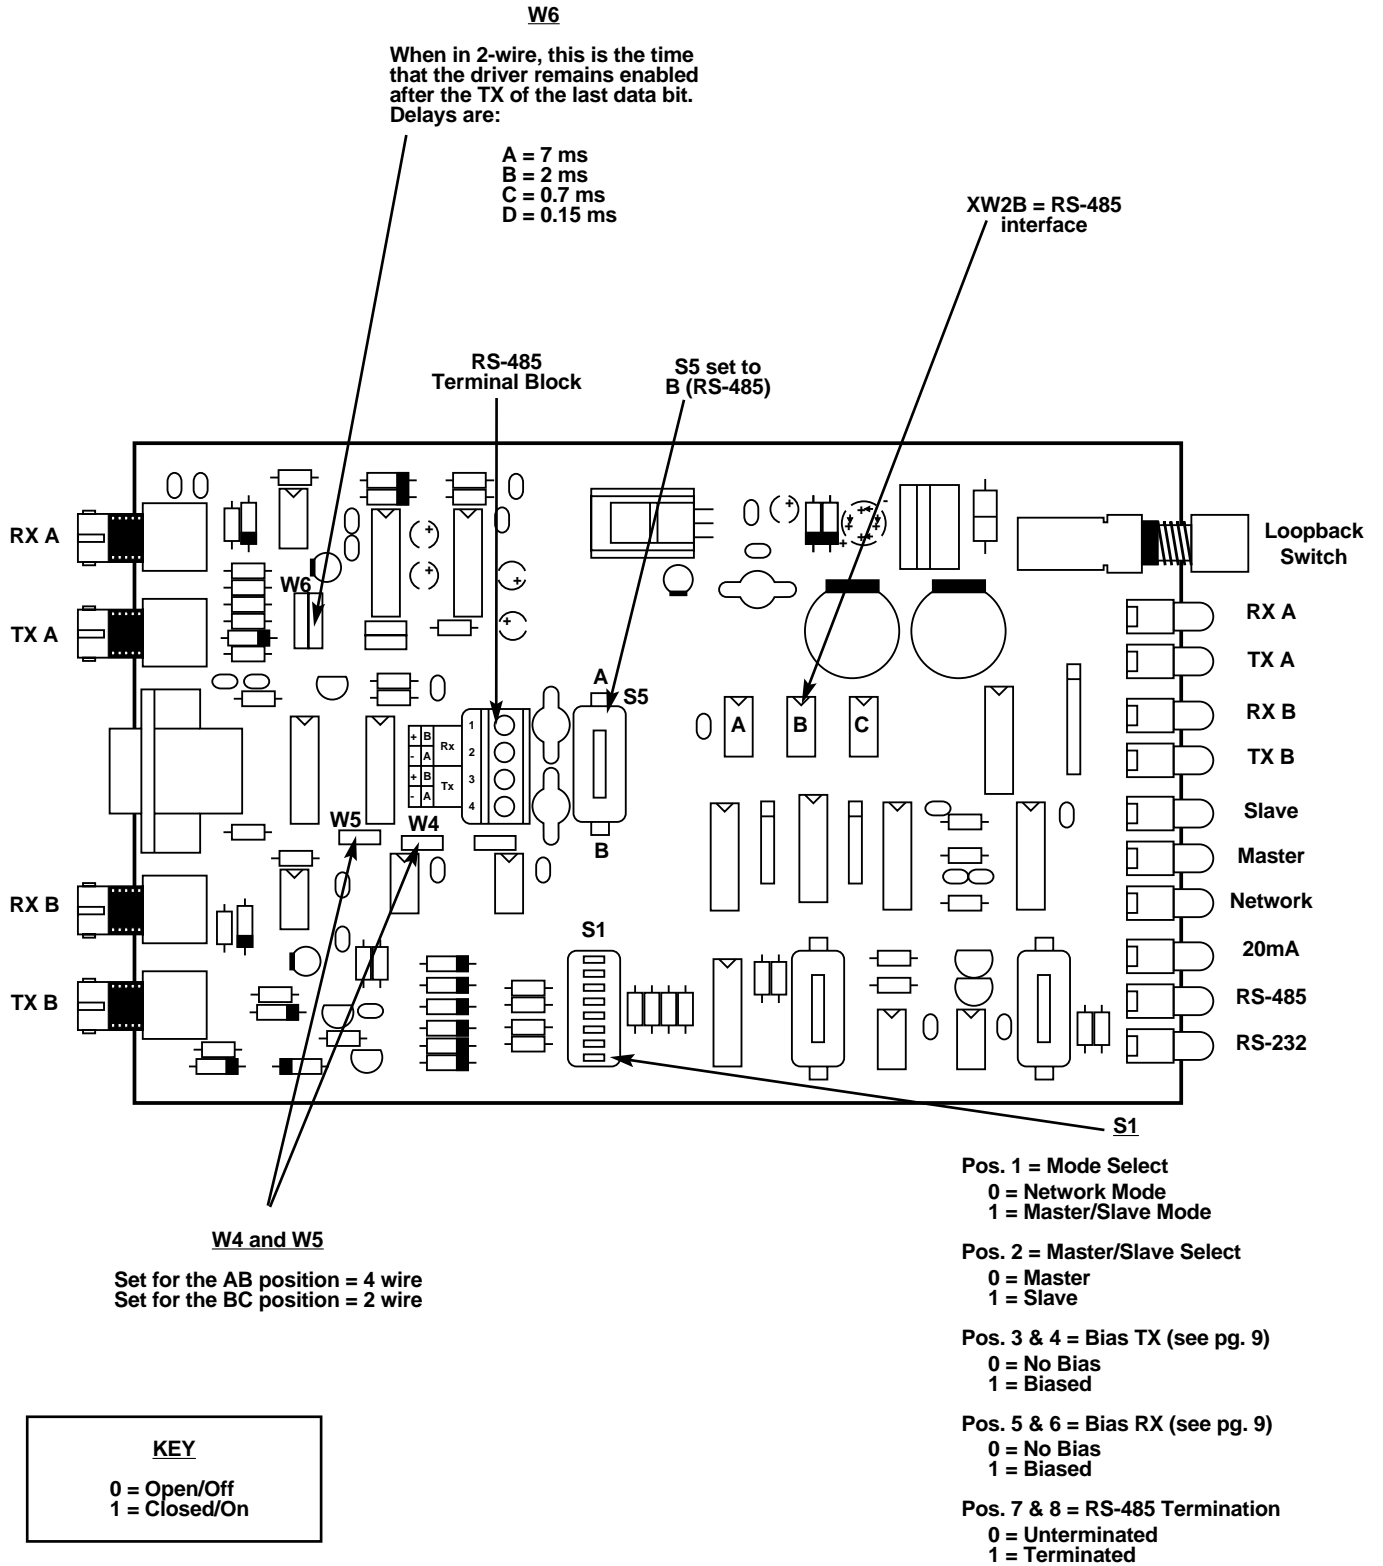 W6
When in 2-wire, this is the time
that the driver remains enabled
after the TX of the last data bit.
Delays are:
A = 7 ms
B = 2 ms
C = 0.7 ms
D = 0.15 ms
XW2B = RS-485
interface
RS-485
Terminal Block
S5 set to
B (RS-485)
RX A
TX A
RX B
TX B
W6
W5
W4
+ B
- A
+ B
- A
Rx
Tx
1
2
3
4
A
S5
B
A
B
C
S1
Loopback
Switch
RX A
TX A
RX B
TX B
Slave
Master
Network
20mA
RS-485
RS-232
W4 and W5
Set for the AB position = 4 wire
Set for the BC position = 2 wire
S1
Pos. 1 = Mode Select
0 = Network Mode
1 = Master/Slave Mode
Pos. 2 = Master/Slave Select
0 = Master
1 = Slave
Pos. 3 & 4 = Bias TX (see pg. 9)
0 = No Bias
1 = Biased
Pos. 5 & 6 = Bias RX (see pg. 9)
0 = No Bias
1 = Biased
Pos. 7 & 8 = RS-485 Termination
0 = Unterminated
1 = Terminated
KEY
0 = Open/Off
1 = Closed/On